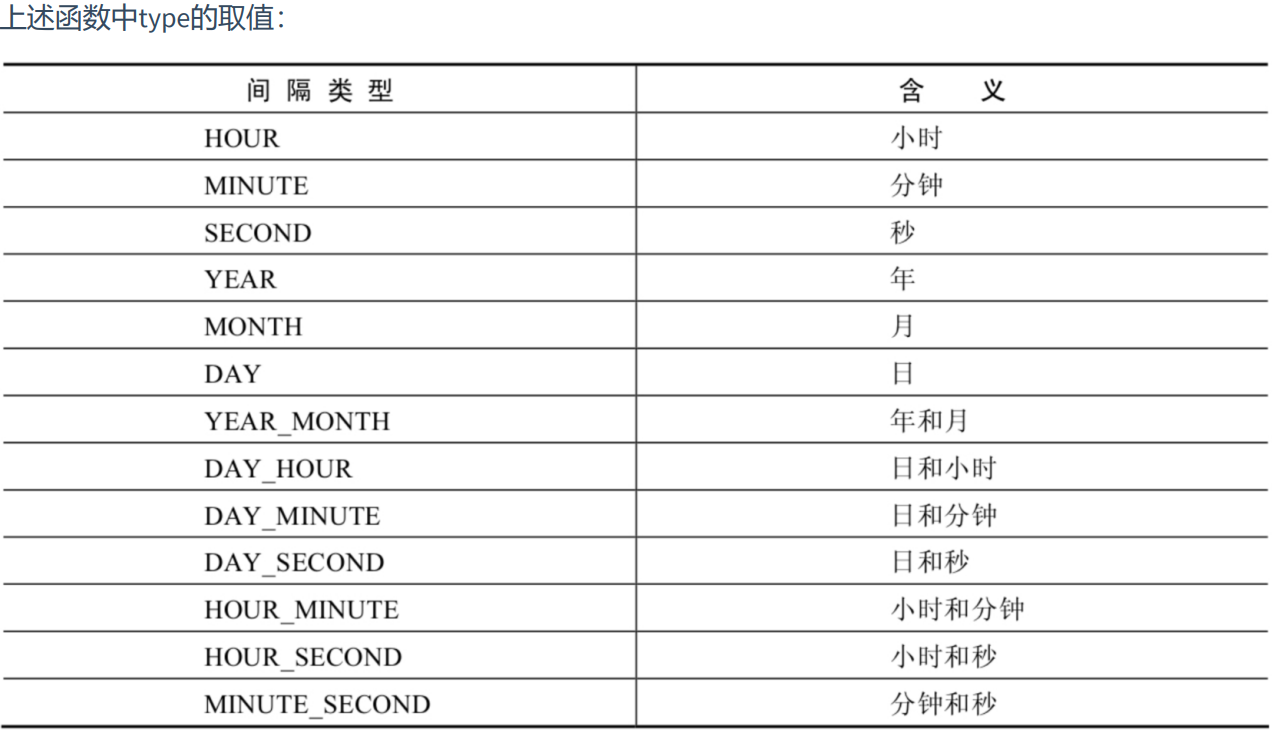 上述函数中type的取值：
间隔类型 含义
HOUR 小时
MINUTE 分钟
SECOND 秒
YEAR 年
MONTH 月
DAY 日
YEAR_MONTH 年和月
DAY_HOUR 日和小时
DAY_MINUTE 日和分钟
DAY_SECOND 日和秒
HOUR_MINUTE 小时和分钟
HOUR_SECOND 小时和秒
MINUTE_SECOND 分钟和秒